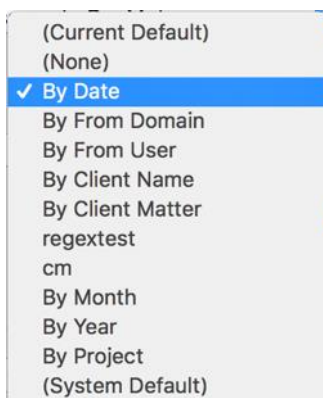 (Current Default)
(None)
✓ By Date
By From Domain
By From User
By Client Name
By Client Matter
regextest
cm
By Month
By Year
By Project
(System Default)